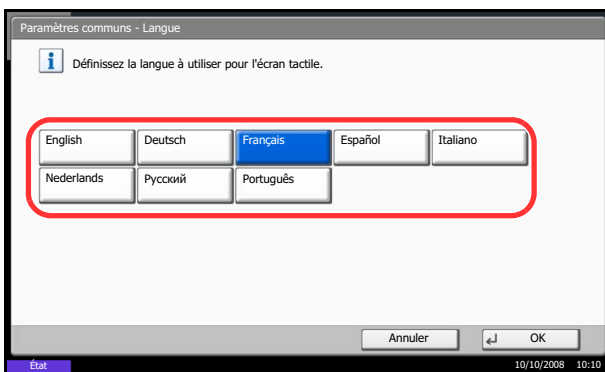 Paramètres communs - Langue
Définissez la langue à utiliser pour l'écran tactile.
English Deutsch Français Español Italiano
Nederlands Русский Português
Annuler OK
État 10/10/2008 10:10